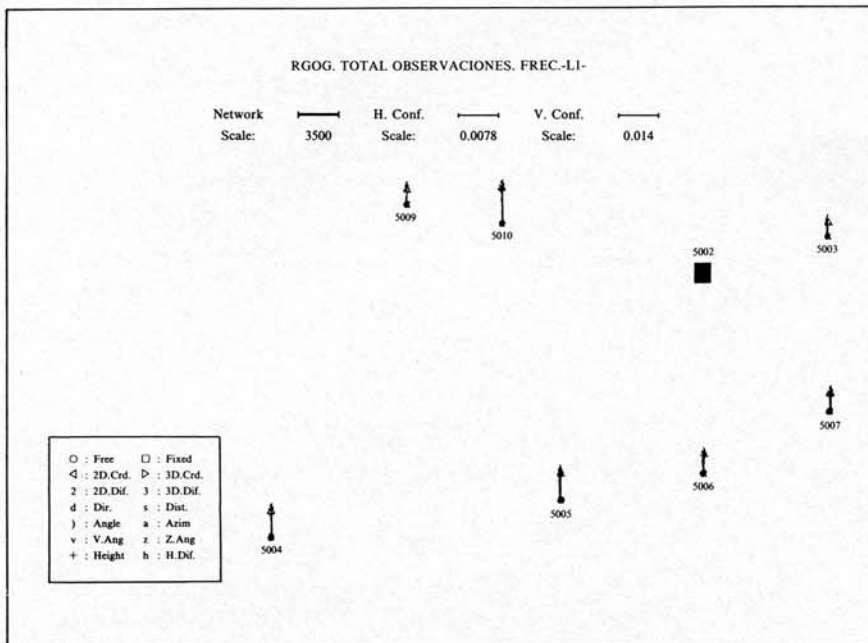 RGOG. TOTAL OBSERVACIONES. FREC.-L1-
Network H. Conf. V. Conf.
Scale: 3500 Scale: 0.0078 Scale: 0.014
5009
5010
5002
5003
5007
5006
5005
5004
○ : Free □ : Fixed
◁ : 2D.Crd. ▷ : 3D.Crd.
2 : 2D.Dif. 3 : 3D.Dif.
d : Dir. s : Dist.
) : Angle a : Azim
v : V.Ang z : Z.Ang
+ : Height h : H.Dif.